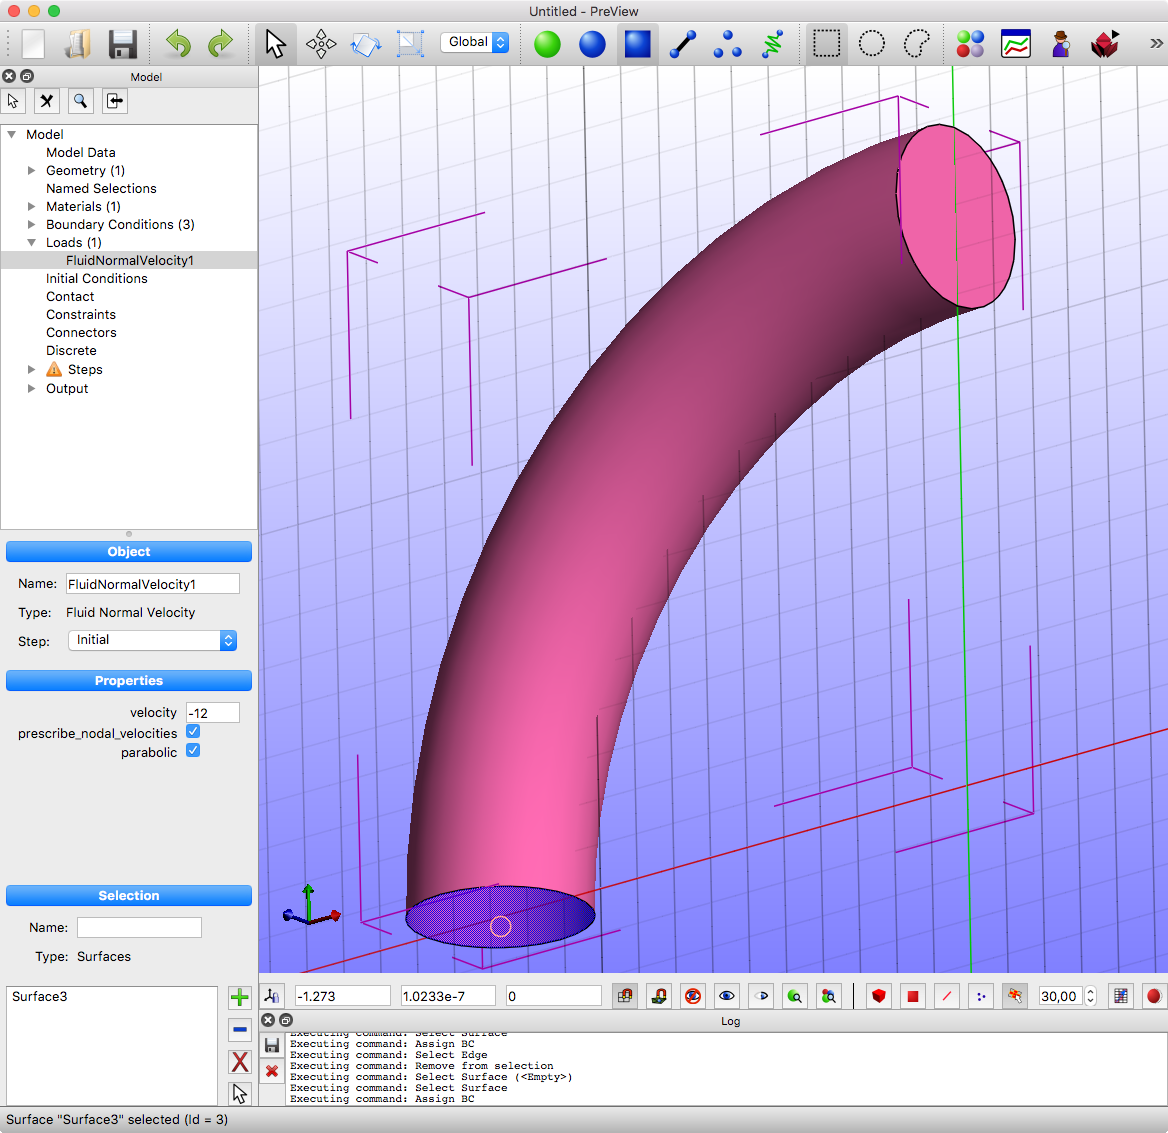 Untitled - PreView
Global
»
Model
Model
Model Data
Geometry (1)
Named Selections
Materials (1)
Boundary Conditions (3)
Loads (1)
FluidNormalVelocity1
Initial Conditions
Contact
Constraints
Connectors
Discrete
Steps
Output
Object
Name: FluidNormalVelocity1
Type: Fluid Normal Velocity
Step: Initial
Properties
velocity -12
prescribe_nodal_velocities
parabolic
Selection
Name:
Type: Surfaces
Surface3
-1.273 1.0233e-7 0 30,00
Log
Executing command: Select Surface
Executing command: Assign BC
Executing command: Select Edge
Executing command: Remove from selection
Executing command: Select Surface (<Empty>)
Executing command: Select Surface
Executing command: Assign BC
Surface "Surface3" selected (Id = 3)